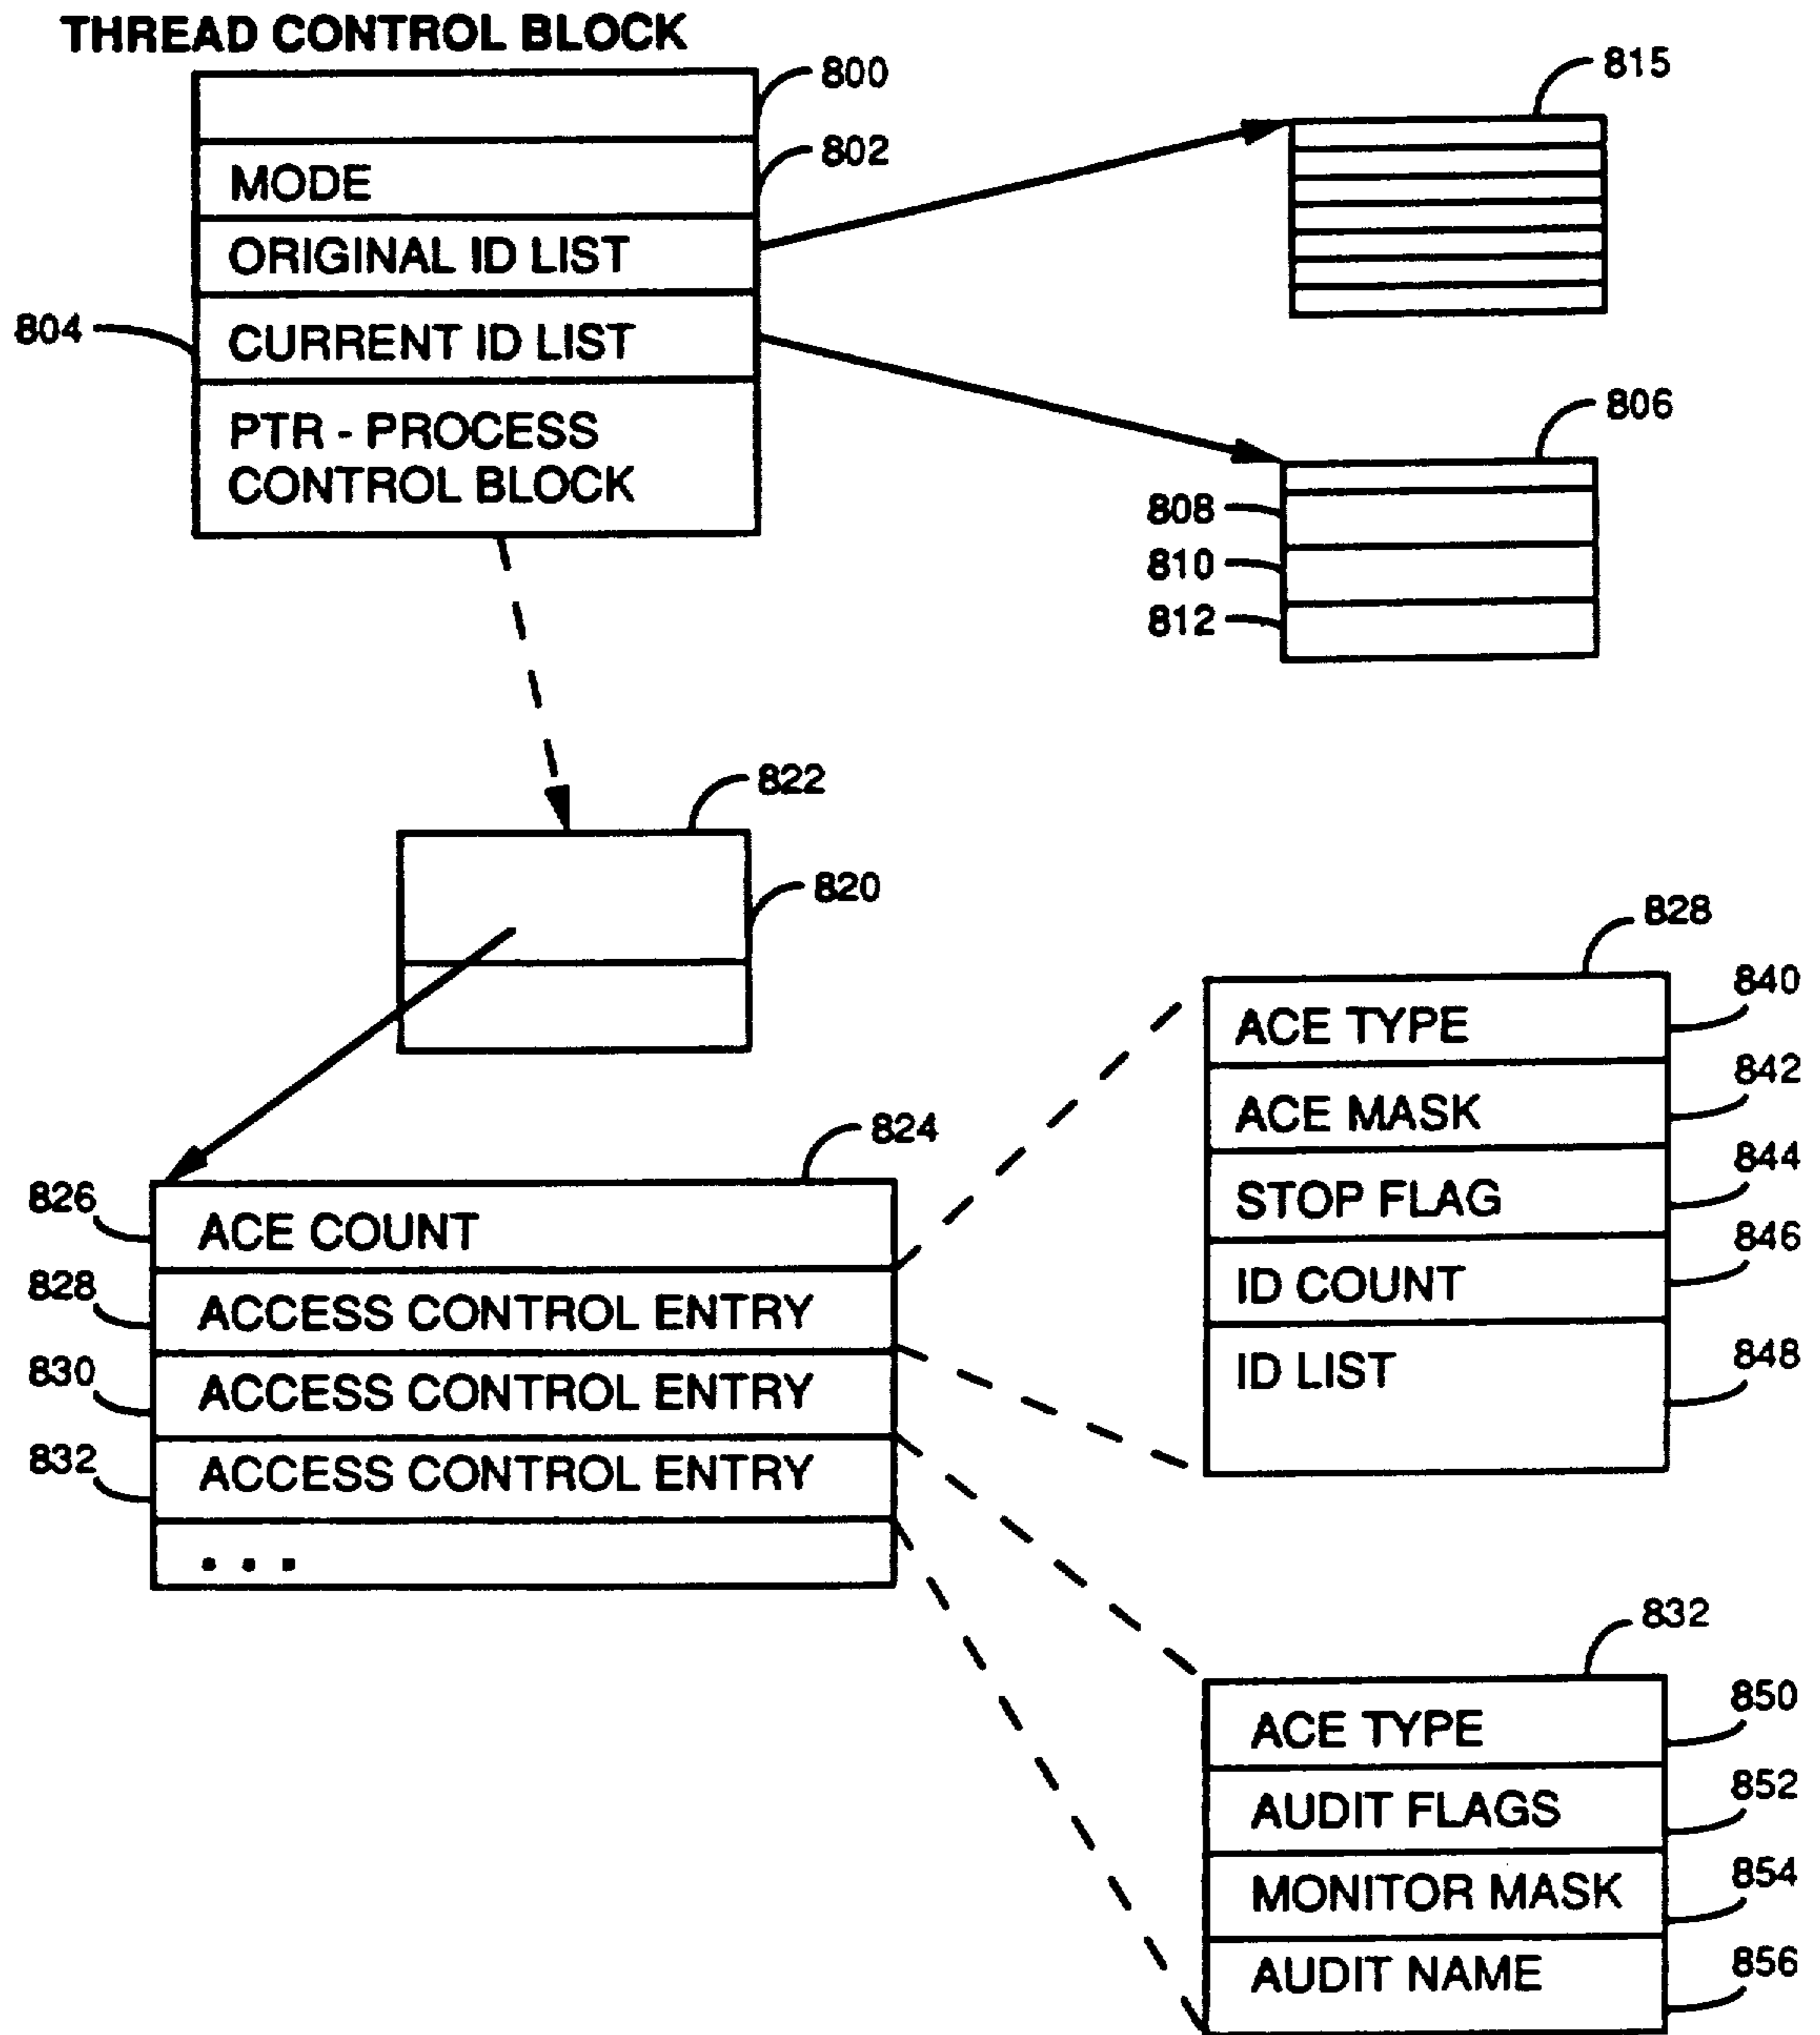 THREAD CONTROL BLOCK
800
802
MODE
ORIGINAL ID LIST
804
CURRENT ID LIST
PTR - PROCESS
CONTROL BLOCK
815
806
808
810
812
822
820
824
826
ACE COUNT
828
ACCESS CONTROL ENTRY
830
ACCESS CONTROL ENTRY
832
ACCESS CONTROL ENTRY
. . .
828
ACE TYPE
840
ACE MASK
842
STOP FLAG
844
ID COUNT
846
ID LIST
848
832
ACE TYPE
850
AUDIT FLAGS
852
MONITOR MASK
854
AUDIT NAME
856